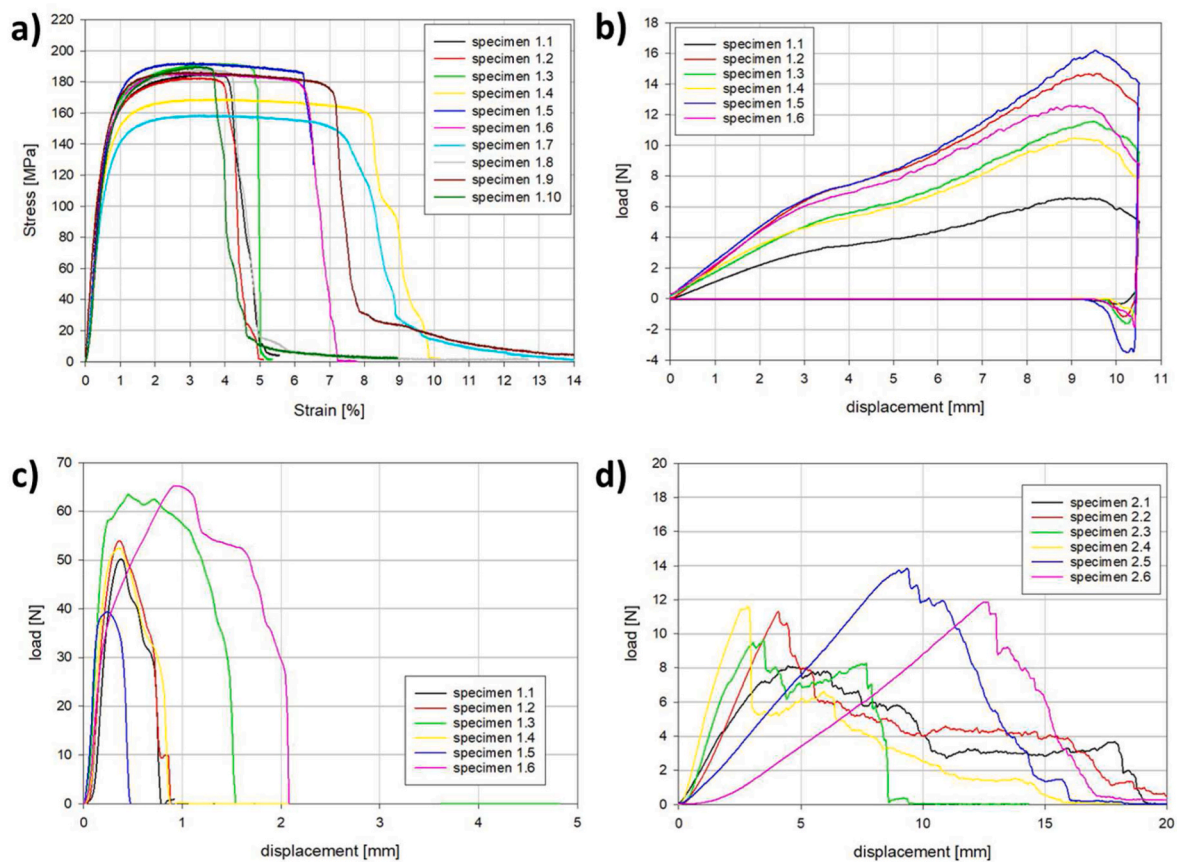 a)
220
200
180
160
140
120
100
80
60
40
20
0
Stress [MPa]
0 1 2 3 4 5 6 7 8 9 10 11 12 13 14
Strain [%]
specimen 1.1
specimen 1.2
specimen 1.3
specimen 1.4
specimen 1.5
specimen 1.6
specimen 1.7
specimen 1.8
specimen 1.9
specimen 1.10
b)
18
16
14
12
10
8
6
4
2
0
-2
-4
load [N]
0 1 2 3 4 5 6 7 8 9 10 11
displacement [mm]
specimen 1.1
specimen 1.2
specimen 1.3
specimen 1.4
specimen 1.5
specimen 1.6
c)
70
60
50
40
30
20
10
0
load [N]
0 1 2 3 4 5
displacement [mm]
specimen 1.1
specimen 1.2
specimen 1.3
specimen 1.4
specimen 1.5
specimen 1.6
d)
20
18
16
14
12
10
8
6
4
2
0
load [N]
0 5 10 15 20
displacement [mm]
specimen 2.1
specimen 2.2
specimen 2.3
specimen 2.4
specimen 2.5
specimen 2.6